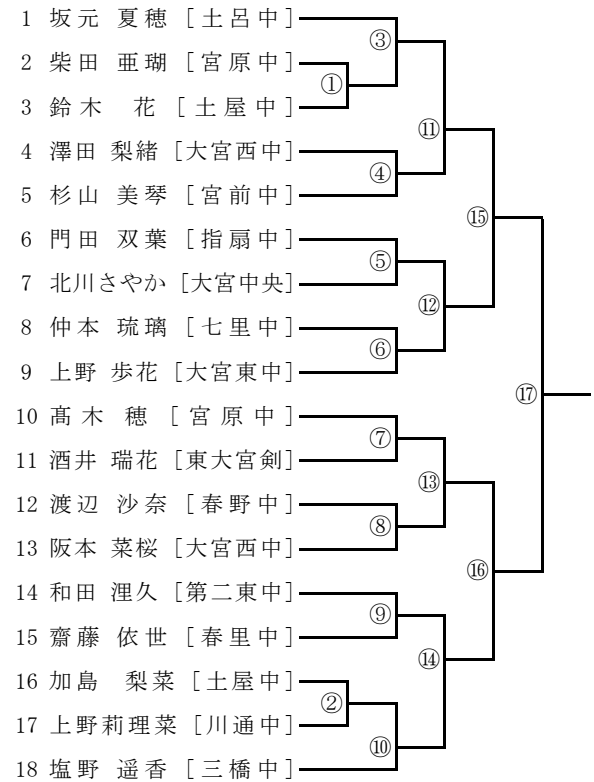 1 坂元 夏穂 [土呂中]
③
2 柴田 亜瑚 [宮原中]
①
3 鈴木 花 [土屋中]
⑪
4 澤田 梨緒 [大宮西中]
④
5 杉山 美琴 [宮前中]
⑮
6 門田 双葉 [指扇中]
⑤
7 北川さやか [大宮中央]
⑫
8 仲本 琉璃 [七里中]
⑥
9 上野 歩花 [大宮東中]
⑰
10 髙木 穂 [宮原中]
⑦
11 酒井 瑞花 [東大宮剣]
⑬
12 渡辺 沙奈 [春野中]
⑧
13 阪本 菜桜 [大宮西中]
⑯
14 和田 浬久 [第二東中]
⑨
15 齋藤 依世 [春里中]
⑭
16 加島 梨菜 [土屋中]
②
17 上野莉理菜 [川通中]
⑩
18 塩野 遥香 [三橋中]